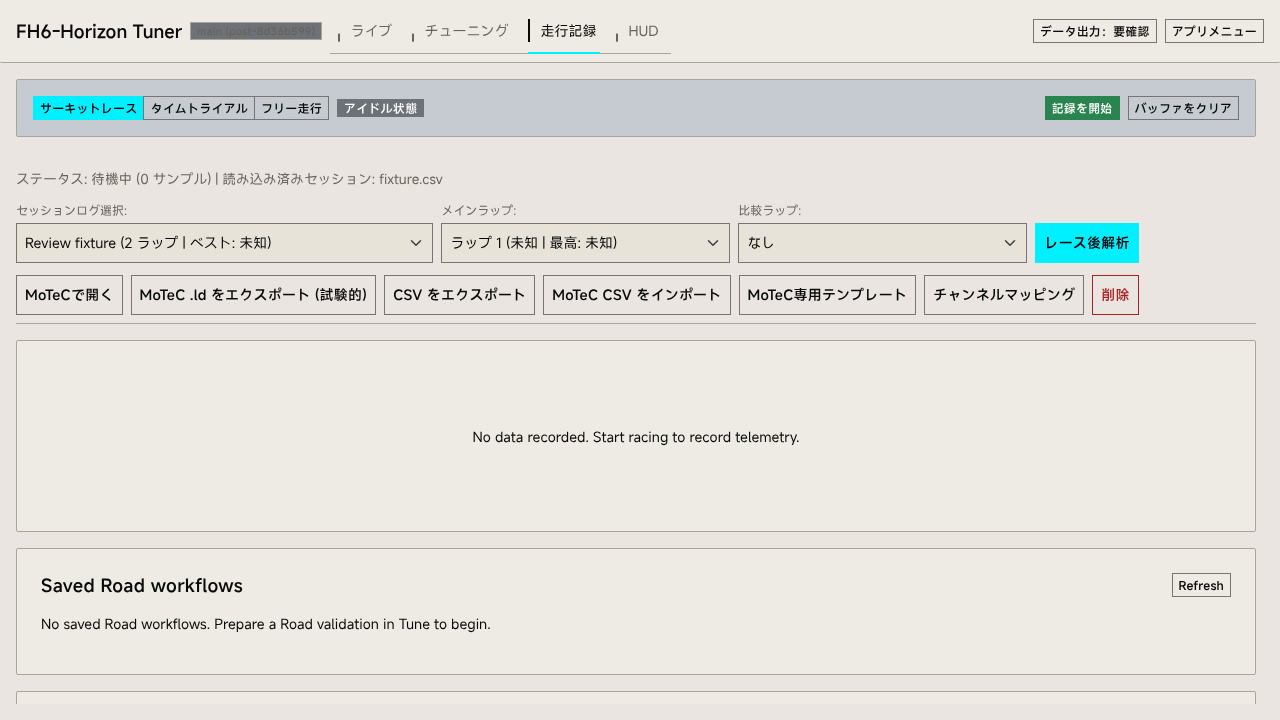 FH6-Horizon Tuner
main (post-8d36b599)
ライブ
チューニング
走行記録
HUD
データ出力: 要確認
アプリメニュー
サーキットレース
タイムトライアル
フリー走行
アイドル状態
記録を開始
バッファをクリア
ステータス: 待機中 (0 サンプル) | 読み込み済みセッション: fixture.csv
セッションログ選択:
メインラップ:
比較ラップ:
Review fixture (2 ラップ | ベスト: 未知)
ラップ 1 (未知 | 最高: 未知)
なし
レース後解析
MoTeCで開く
MoTeC .ld をエクスポート (試験的)
CSV をエクスポート
MoTeC CSV をインポート
MoTeC専用テンプレート
チャンネルマッピング
削除
No data recorded. Start racing to record telemetry.
Saved Road workflows
Refresh
No saved Road workflows. Prepare a Road validation in Tune to begin.